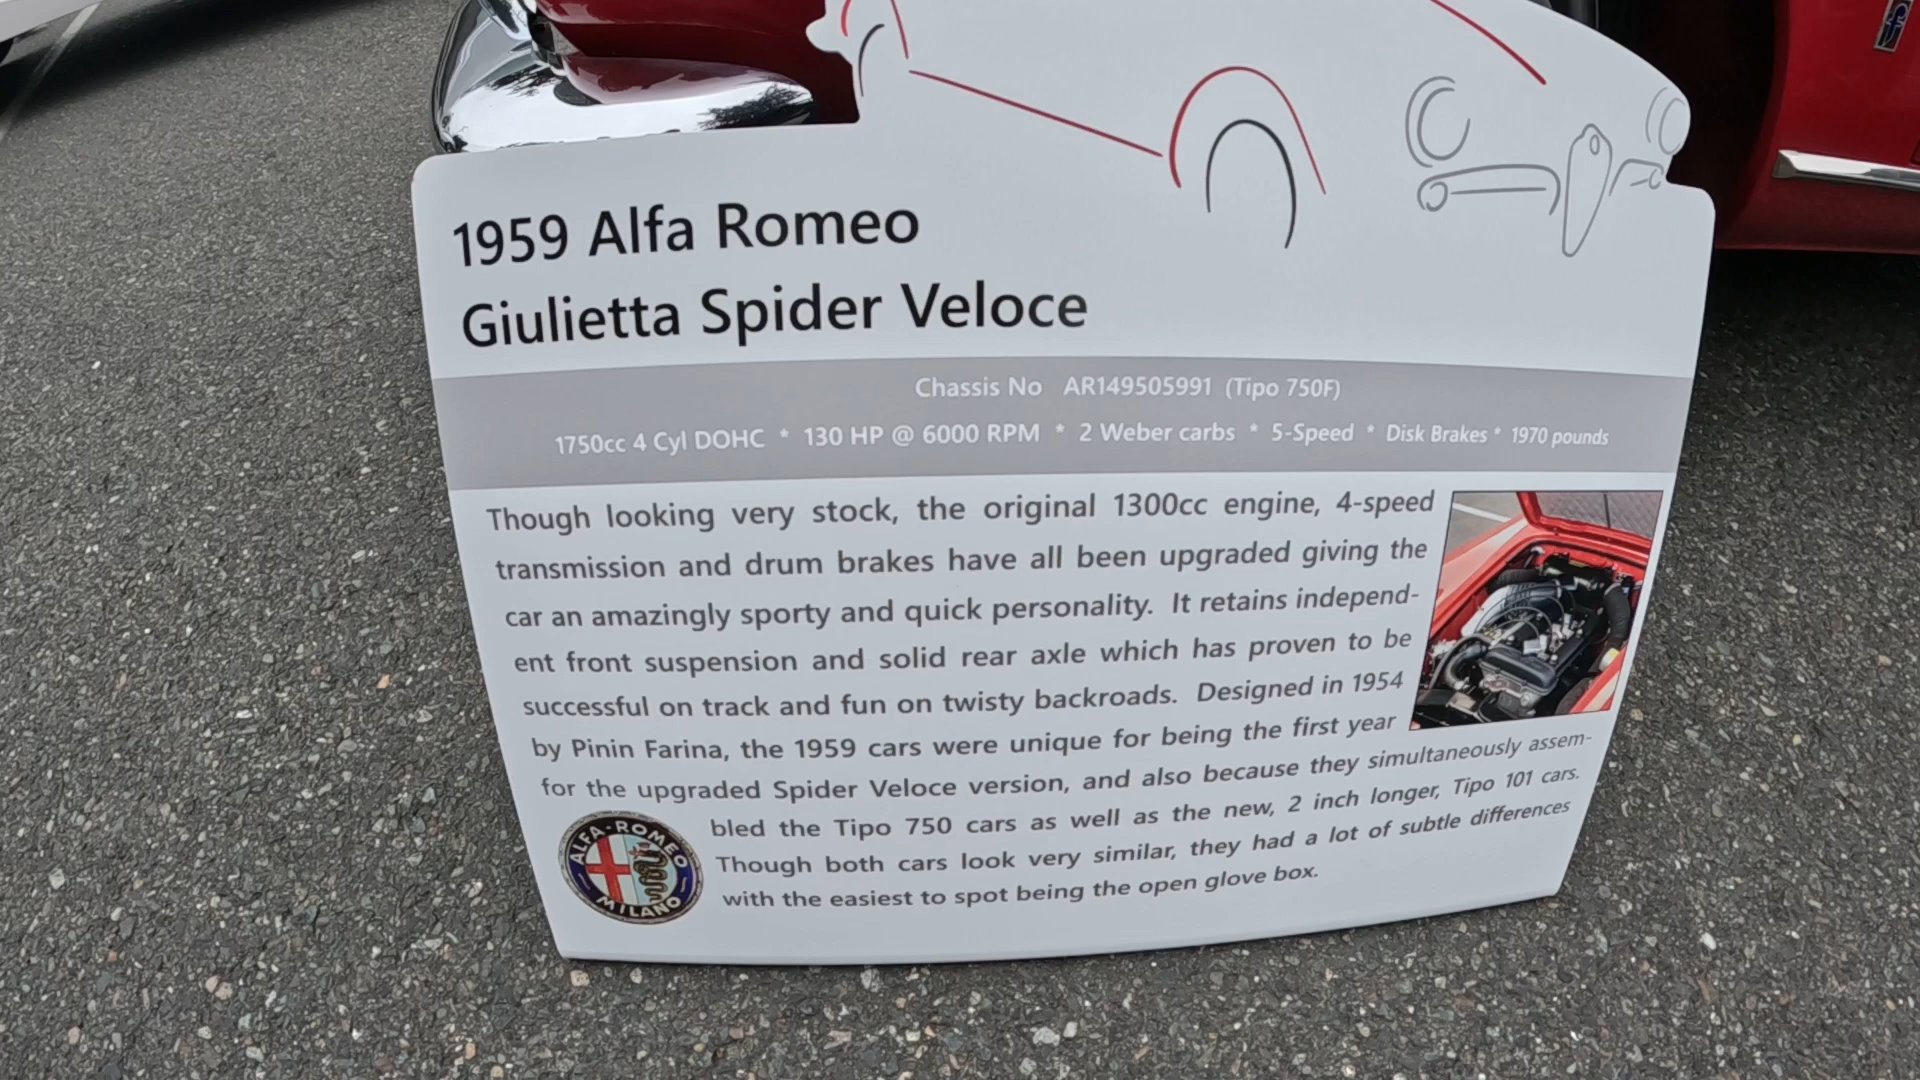 1959 Alfa Romeo
Giulietta Spider Veloce
Chassis No AR149505991 (Tipo 750F)
1750cc 4 Cyl DOHC * 130 HP @ 6000 RPM * 2 Weber carbs * 5-Speed * Disk Brakes * 1970 pounds
Though looking very stock, the original 1300cc engine, 4-speed
transmission and drum brakes have all been upgraded giving the
car an amazingly sporty and quick personality. It retains independ-
ent front suspension and solid rear axle which has proven to be
successful on track and fun on twisty backroads. Designed in 1954
by Pinin Farina, the 1959 cars were unique for being the first year
for the upgraded Spider Veloce version, and also because they simultaneously assem-
bled the Tipo 750 cars as well as the new, 2 inch longer, Tipo 101 cars.
Though both cars look very similar, they had a lot of subtle differences
with the easiest to spot being the open glove box.
ALFA-ROMEO
MILANO